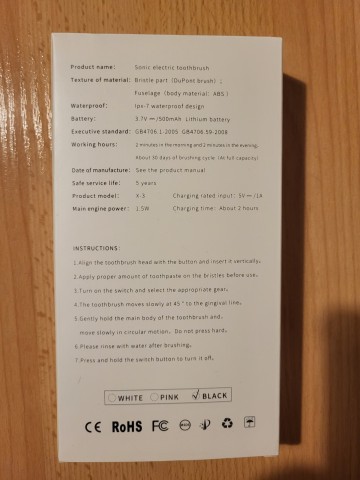 Product name: Sonic electric toothbrush
Texture of material: Bristle part (DuPont brush) ;
Fuselage (body material: ABS )
Waterproof: Ipx-7 waterproof design
Battery: 3.7V⎓/500mAh Lithium battery
Executive standard: GB4706.1-2005 GB4706.59-2008
Working hours: 2 minutes in the morning and 2 minutes in the evening,
About 30 days of brushing cycle (At full capacity)
Date of manufacture: See the product manual
Safe service life: 5 years
Product model: X-3 Charging rated input: 5V⎓/1A
Main engine power: 1.5W Charging time: About 2 hours
INSTRUCTIONS:
1.Align the toothbrush head with the button and insert it vertically。
2.Apply proper amount of toothpaste on the bristles before use。
3.Turn on the switch and select the appropriate gear。
4.The toothbrush moves slowly at 45 ° to the gingival line。
5.Gently hold the main body of the toothbrush and,
move slowly in circular motion。Do not press hard。
6.Please rinse with water after brushing。
7.Press and hold the switch button to turn it off。
WHITE PINK √ BLACK
CE RoHS FC